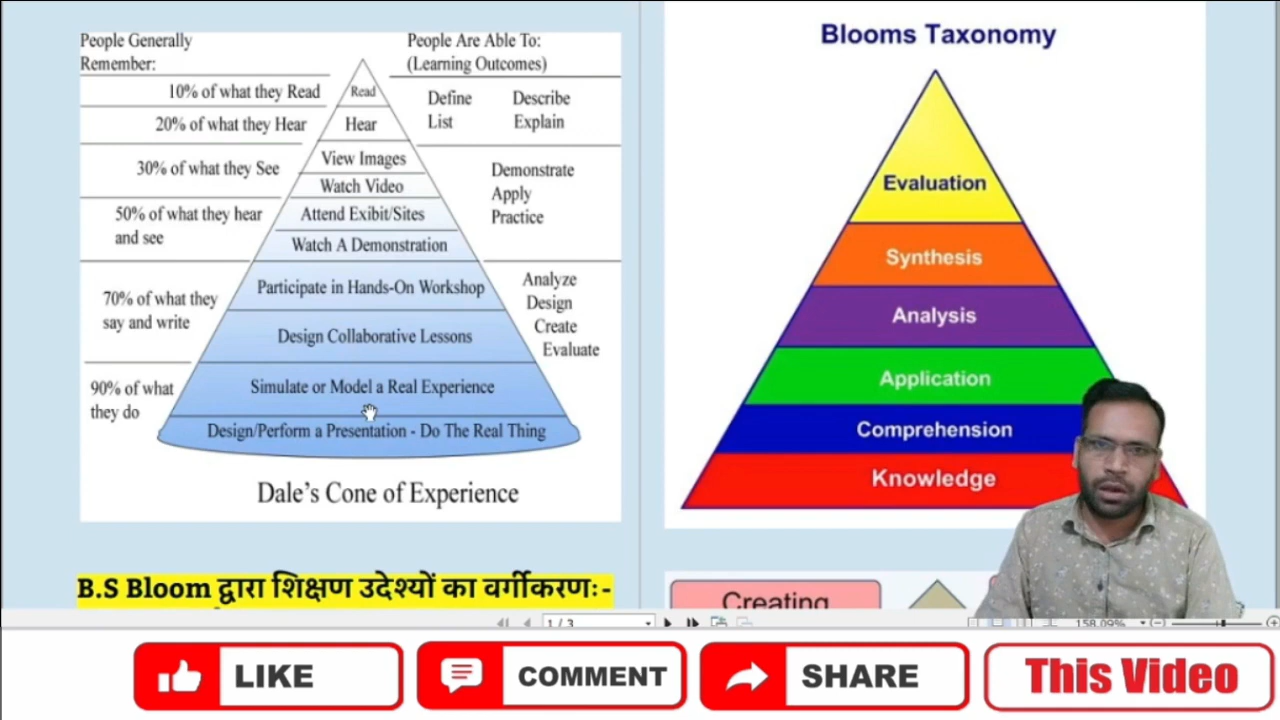 People Generally
Remember:
People Are Able To:
(Learning Outcomes)
10% of what they Read
Read
Define
Describe
20% of what they Hear
Hear
List
Explain
30% of what they See
View Images
Watch Video
Demonstrate
Apply
Practice
50% of what they hear
and see
Attend Exibit/Sites
Watch A Demonstration
70% of what they
say and write
Participate in Hands-On Workshop
Design Collaborative Lessons
Analyze
Design
Create
Evaluate
90% of what
they do
Simulate or Model a Real Experience
Design/Perform a Presentation - Do The Real Thing
Dale's Cone of Experience
Blooms Taxonomy
Evaluation
Synthesis
Analysis
Application
Comprehension
Knowledge
B.S Bloom द्वारा शिक्षण उदेश्यों का वर्गीकरणः-
Creating
1 / 3
158.09%
LIKE
COMMENT
SHARE
This Video